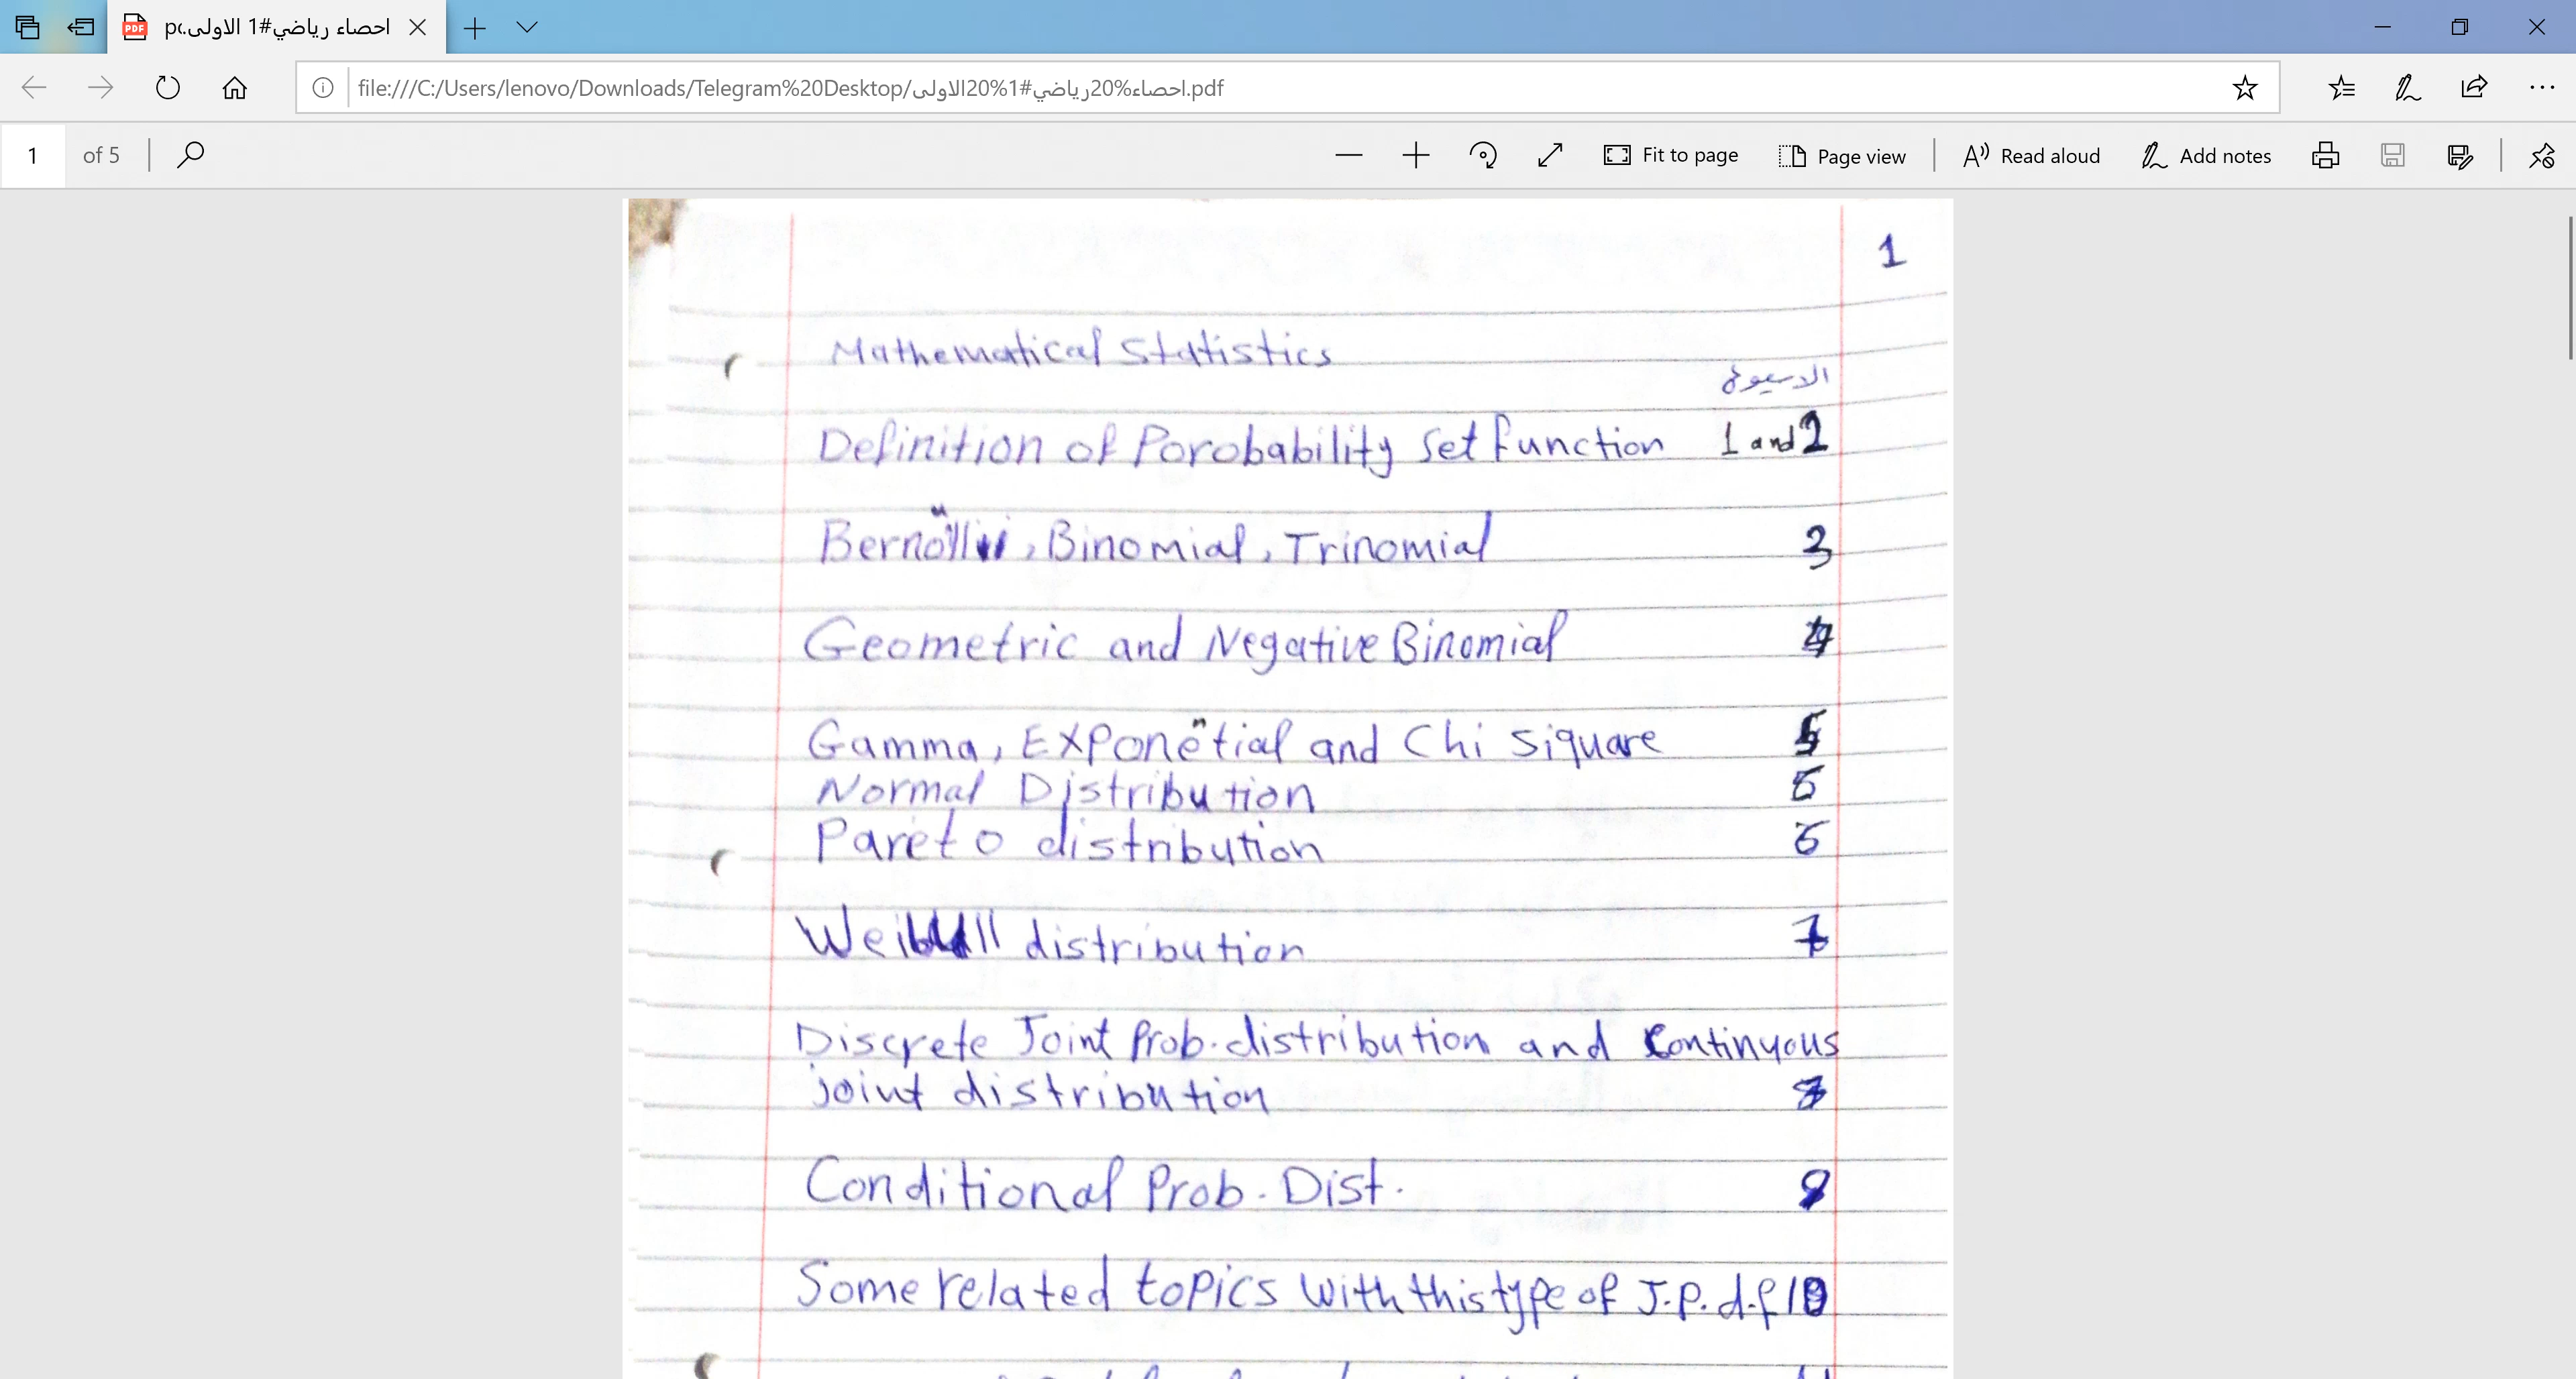 احصاء رياضي#1 الاولى.pc
file:///C:/Users/lenovo/Downloads/Telegram%20Desktop/احصاء%20رياضي#1%20الاولى.pdf
1 of 5
Fit to page
Page view
Read aloud
Add notes
1
Mathematical Statistics
الاسبوع
Definition of Porobability Set function 1 and 2
Binomial, Trinomial 3
Geometric and Negative Binomial 4
Gamma, Exponential and Chi Siquare 5
Normal Distribution 6
Pareto distribution 6
Weibull distribution 7
Discrete Joint Prob. distribution and Continuous
joint distribution
Conditional Prob. Dist. 9
Some related topics with this type of J.p.d.f 10